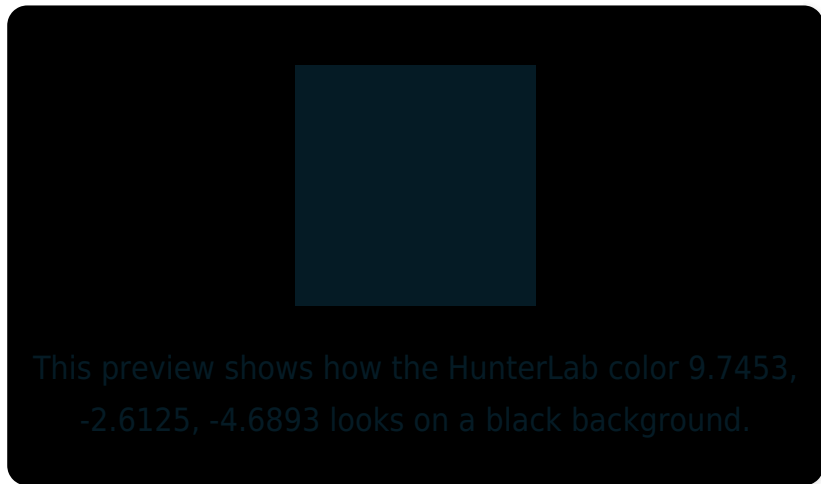 This preview shows how the HunterLab color 9.7453,
-2.6125, -4.6893 looks on a black background.